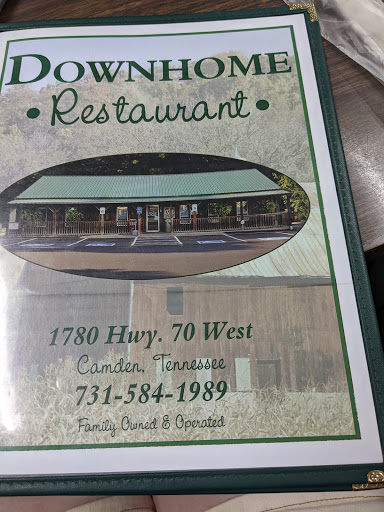 DOWNHOME
• Restaurant •
1780 Hwy. 70 West
Camden, Tennessee
731-584-1989
Family Owned & Operated